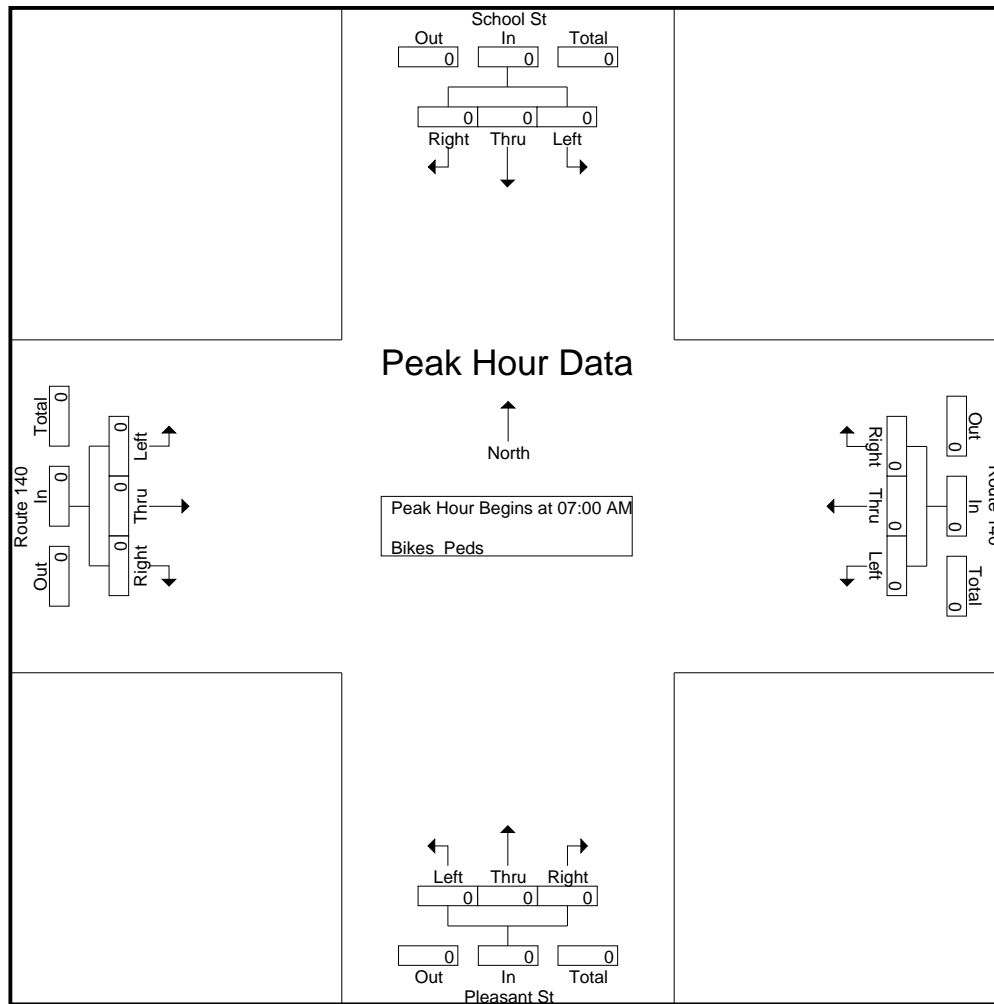 School St
Out In Total
0 0 0
0 0 0
Right Thru Left
Peak Hour Data
North
Peak Hour Begins at 07:00 AM
Bikes Peds
Route 140
Total In Out
0 0 0
0 0 0
Left Thru Right
Route 140
Out In Total
0 0 0
0 0 0
Right Thru Left
Left Thru Right
0 0 0
0 0 0
Out In Total
Pleasant St